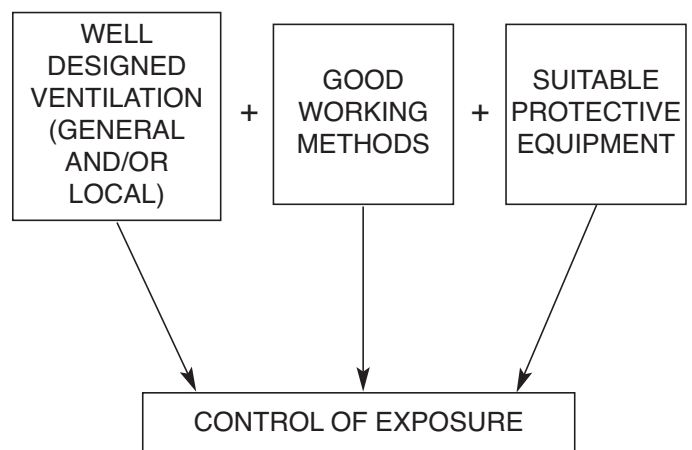 WELL
DESIGNED
VENTILATION
(GENERAL
AND/OR
LOCAL)
+
GOOD
WORKING
METHODS
+
SUITABLE
PROTECTIVE
EQUIPMENT
CONTROL OF EXPOSURE